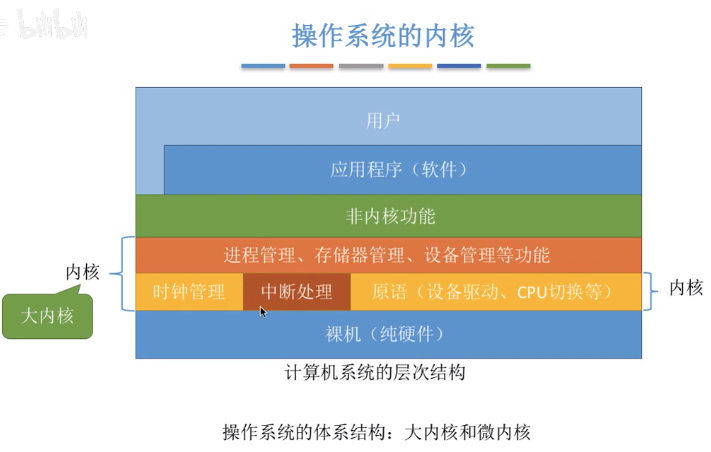 bilibili
操作系统的内核
用户
应用程序（软件）
非内核功能
进程管理、存储器管理、设备管理等功能
内核
时钟管理
中断处理
原语（设备驱动、CPU切换等）
内核
大内核
裸机（纯硬件）
计算机系统的层次结构
操作系统的体系结构：大内核和微内核